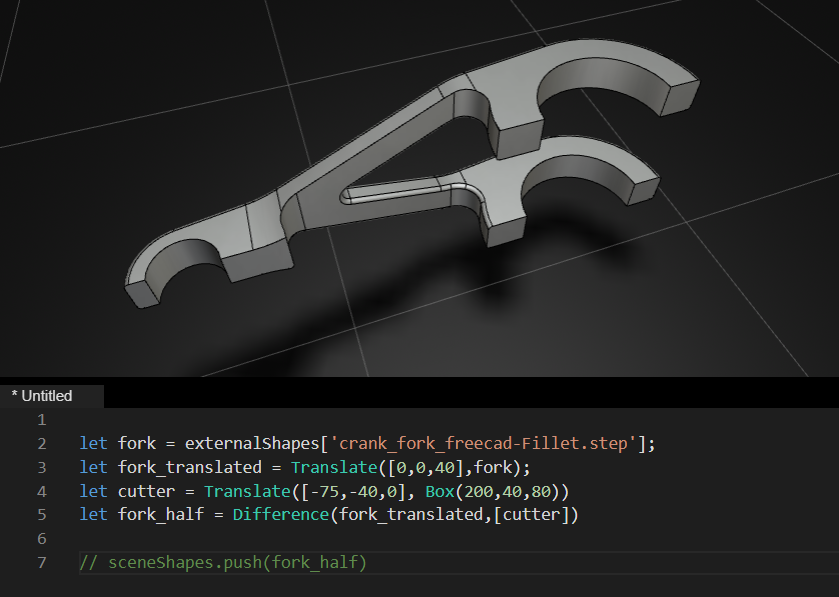 * Untitled
1
2 let fork = externalShapes['crank_fork_freecad-Fillet.step'];
3 let fork_translated = Translate([0,0,40],fork);
4 let cutter = Translate([-75,-40,0], Box(200,40,80))
5 let fork_half = Difference(fork_translated,[cutter])
6
7 // sceneShapes.push(fork_half)